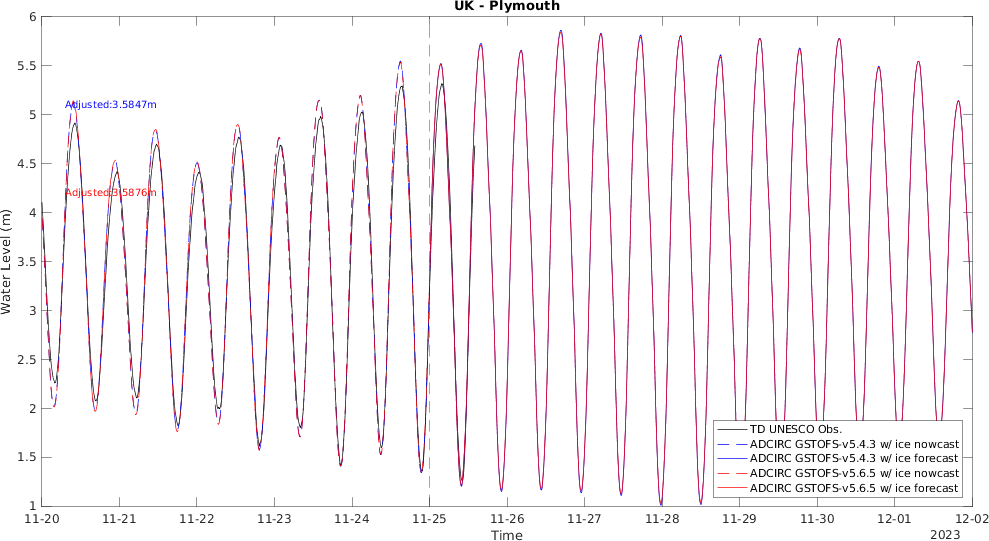 UK - Plymouth
6
5.5
5
4.5
4
3.5
3
2.5
2
1.5
1
Water Level (m)
Adjusted:3.5847m
Adjusted:3.5876m
TD UNESCO Obs.
ADCIRC GSTOFS-v5.4.3 w/ ice nowcast
ADCIRC GSTOFS-v5.4.3 w/ ice forecast
ADCIRC GSTOFS-v5.6.5 w/ ice nowcast
ADCIRC GSTOFS-v5.6.5 w/ ice forecast
11-20 11-21 11-22 11-23 11-24 11-25 11-26 11-27 11-28 11-29 11-30 12-01 12-02
Time
2023